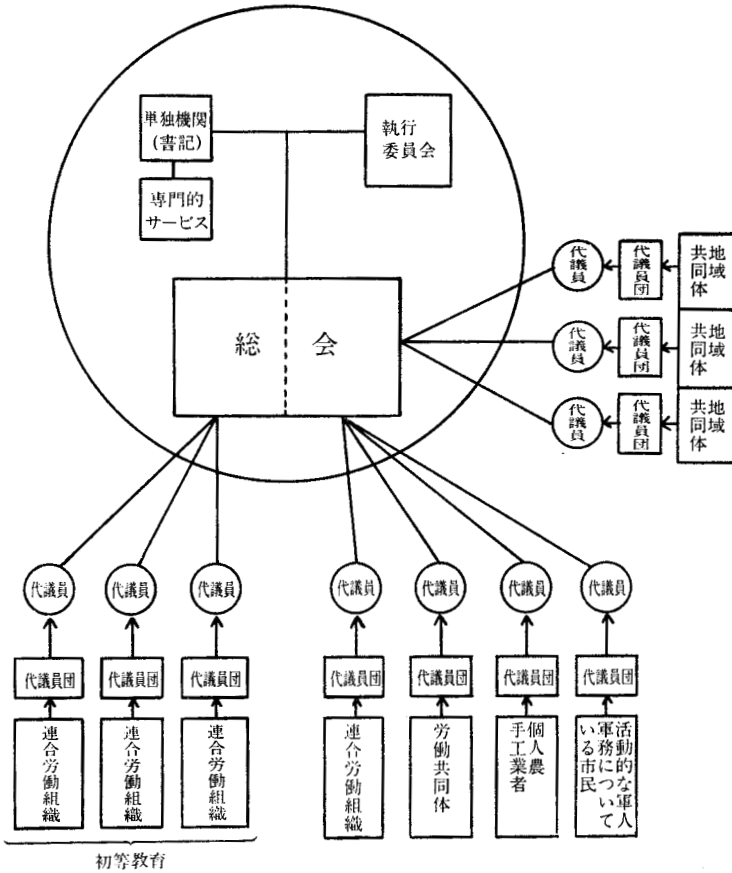 単独機関
(書記)
執行
委員会
専門的
サービス
総会
代議員
代議員団
地域
共同体
代議員
代議員団
地域
共同体
代議員
代議員団
地域
共同体
代議員
代議員
代議員
代議員
代議員
代議員
代議員
代議員団
代議員団
代議員団
代議員団
代議員団
代議員団
代議員団
連合労働組織
連合労働組織
連合労働組織
連合労働組織
労働共同体
個人農
手工業者
活動的な軍人
軍務について
いる市民
初等教育